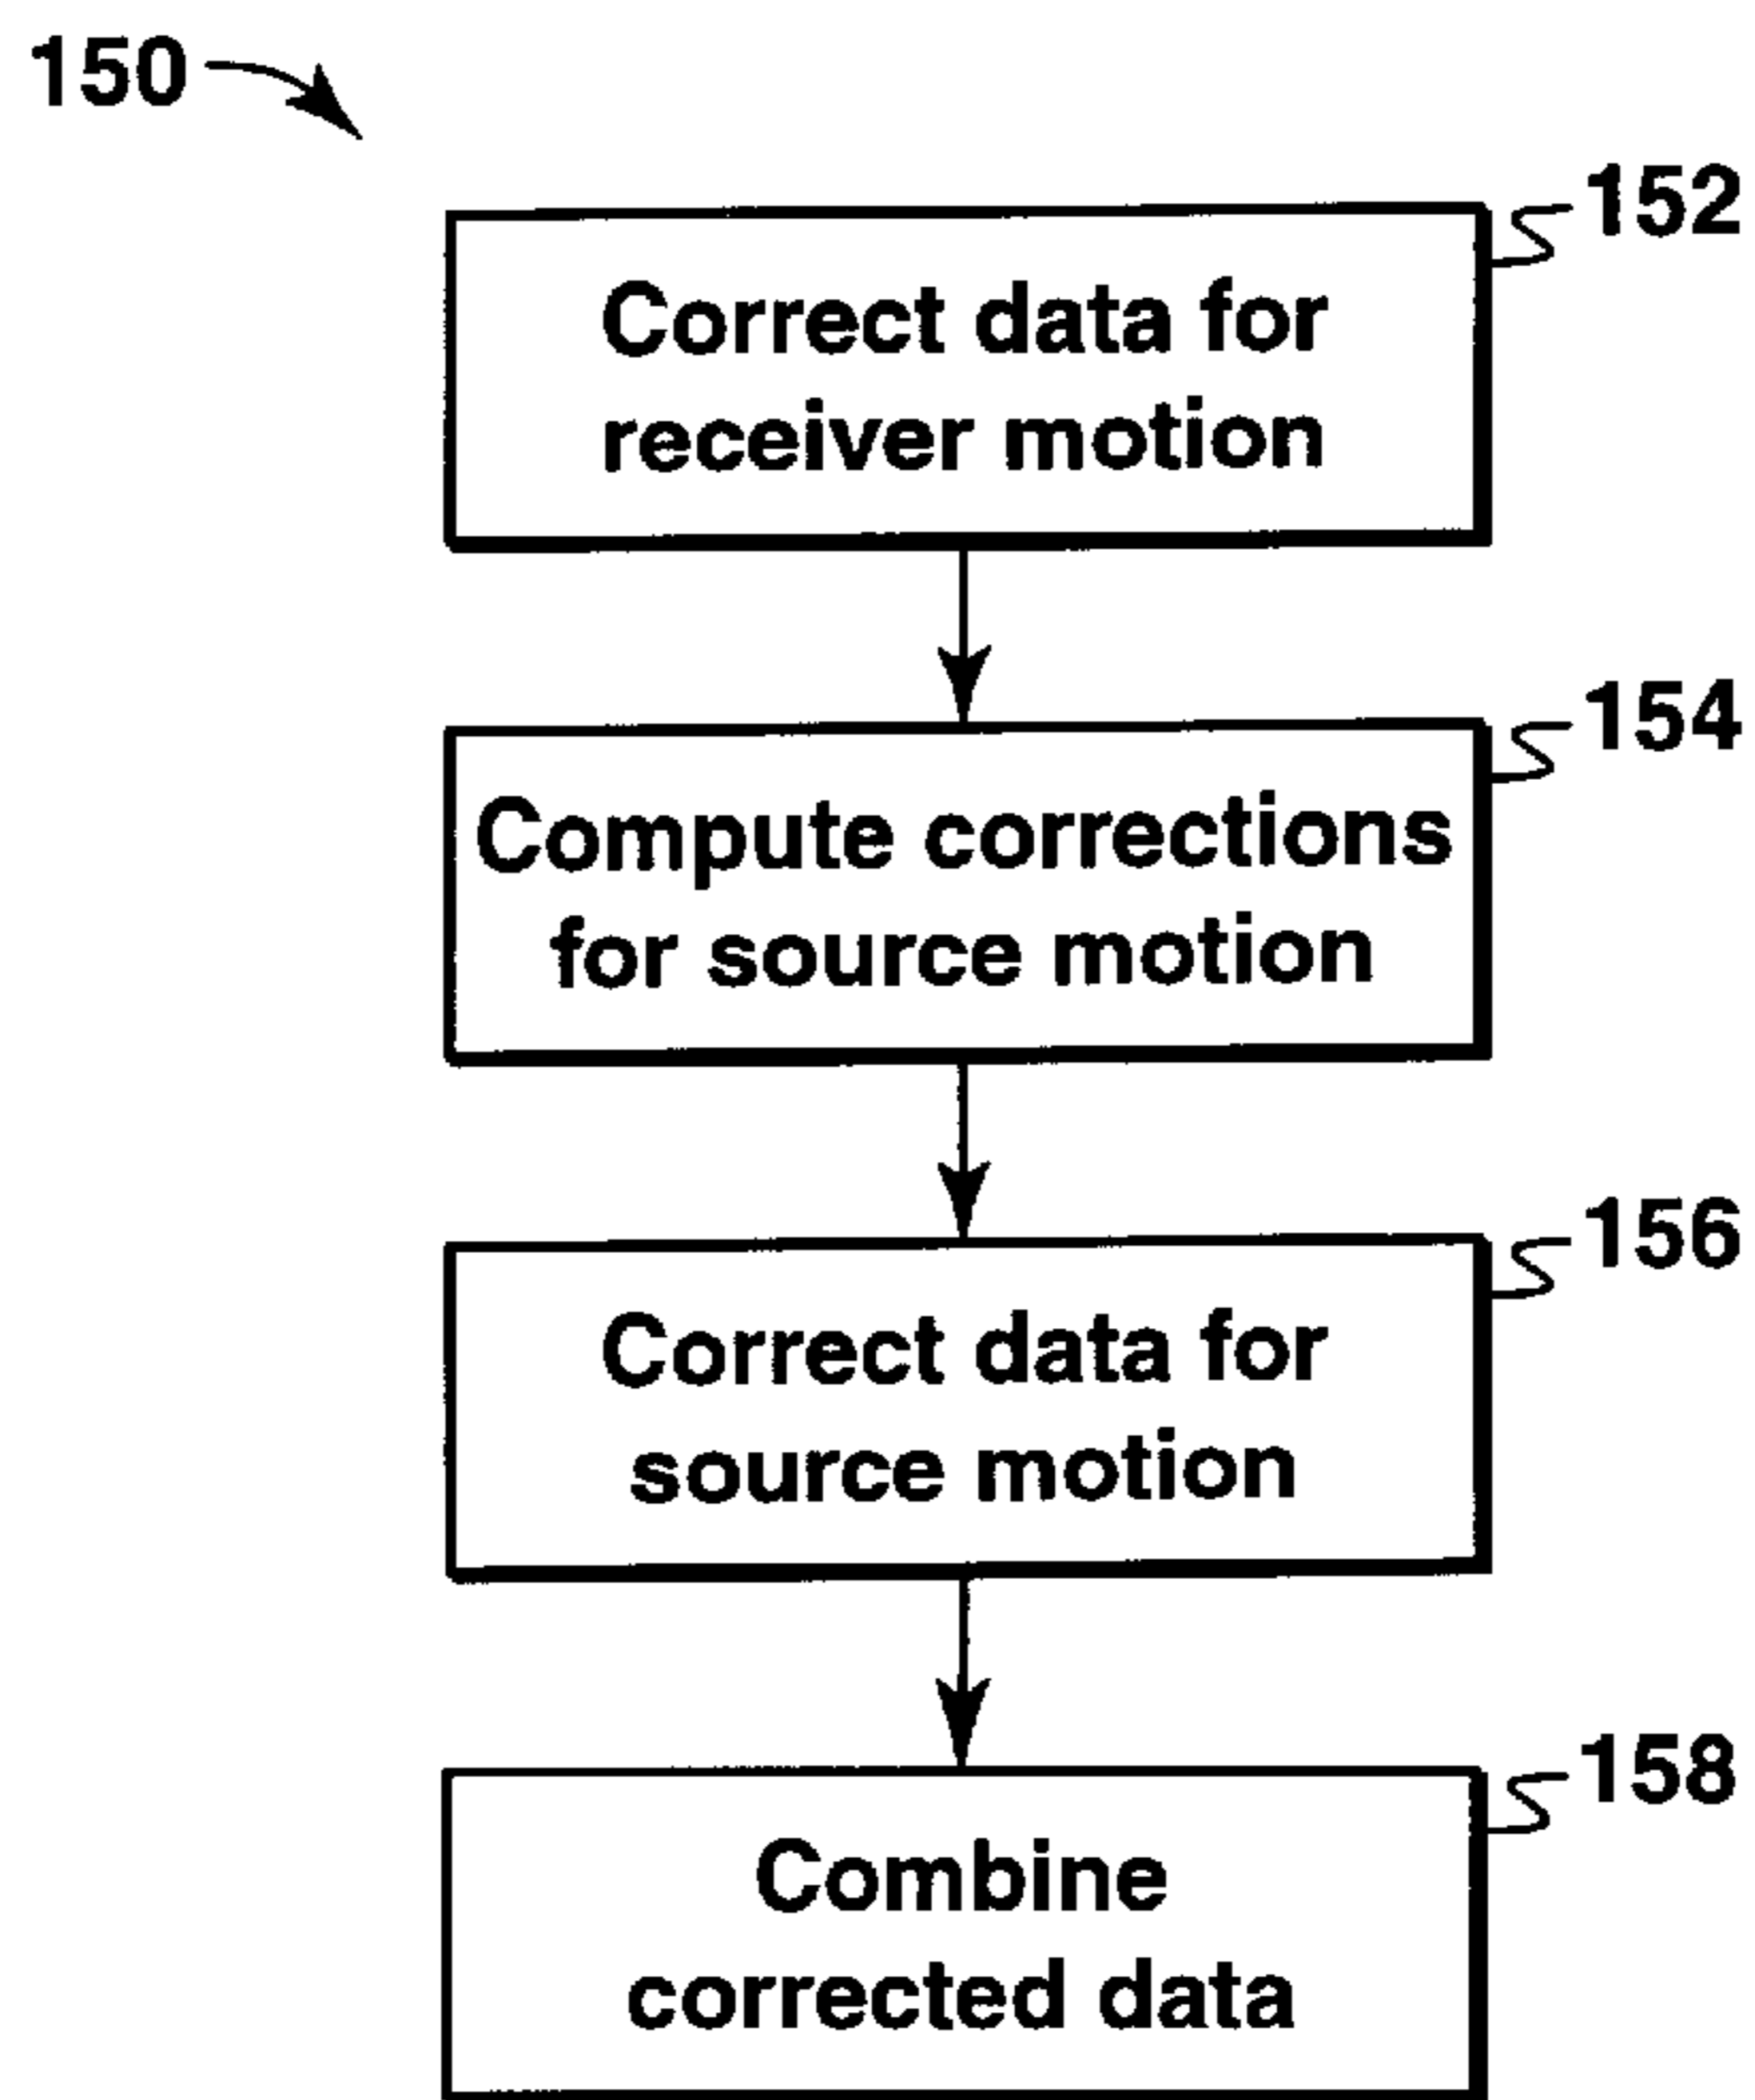 150
152
Correct data for
receiver motion
154
Compute corrections
for source motion
156
Correct data for
source motion
158
Combine
corrected data